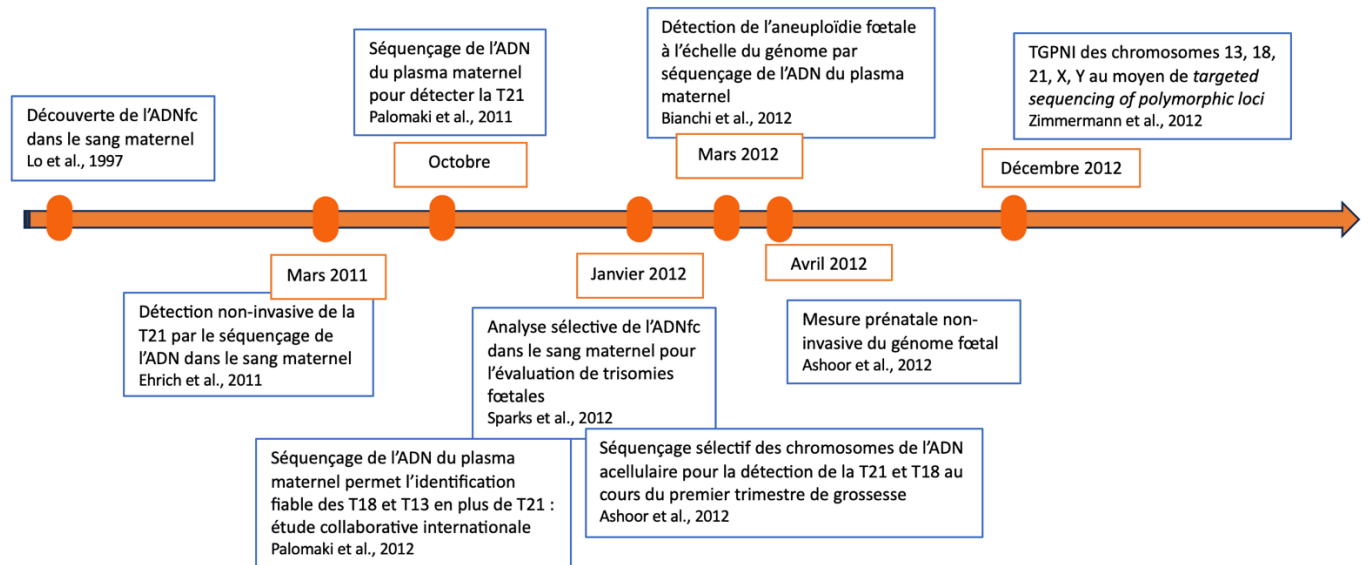 Découverte de l'ADNfc
dans le sang maternel
Lo et al., 1997
Séquençage de l'ADN
du plasma maternel
pour détecter la T21
Palomaki et al., 2011
Octobre
Détection de l'aneuploïdie fœtale
à l'échelle du génome par
séquençage de l'ADN du plasma
maternel
Bianchi et al., 2012
Mars 2012
TGPNI des chromosomes 13, 18,
21, X, Y au moyen de targeted
sequencing of polymorphic loci
Zimmermann et al., 2012
Décembre 2012
Mars 2011
Détection non-invasive de la
T21 par le séquençage de
l'ADN dans le sang maternel
Ehrich et al., 2011
Janvier 2012
Analyse sélective de l'ADNfc
dans le sang maternel pour
l'évaluation de trisomies
fœtales
Sparks et al., 2012
Avril 2012
Mesure prénatale non-
invasive du génome fœtal
Ashoor et al., 2012
Séquençage de l'ADN du plasma
maternel permet l'identification
fiable des T18 et T13 en plus de T21 :
étude collaborative internationale
Palomaki et al., 2012
Séquençage sélectif des chromosomes de l'ADN
acellulaire pour la détection de la T21 et T18 au
cours du premier trimestre de grossesse
Ashoor et al., 2012